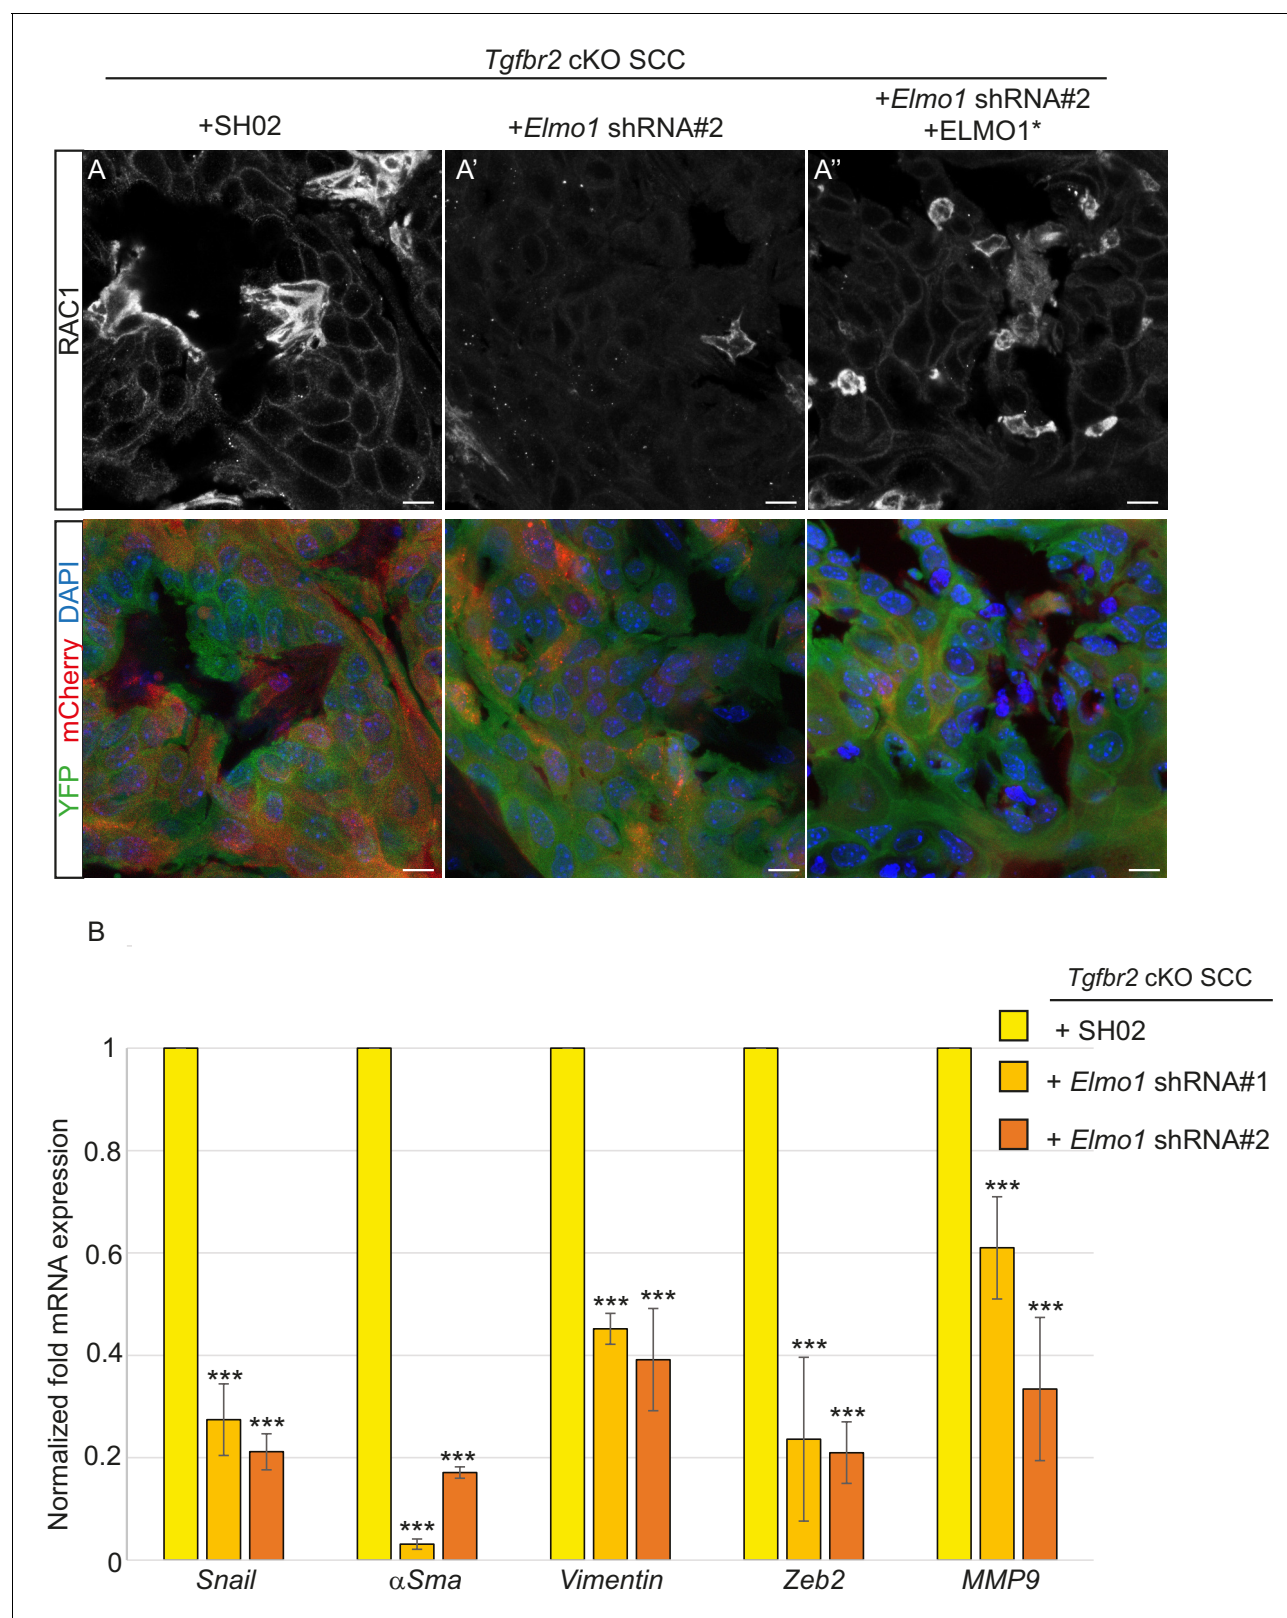 Tgfbr2 cKO SCC
+SH02
+Elmo1 shRNA#2
+Elmo1 shRNA#2
+ELMO1*
RAC1
A
A'
A''
YFP mCherry DAPI
B
Tgfbr2 cKO SCC
+ SH02
+ Elmo1 shRNA#1
+ Elmo1 shRNA#2
Normalized fold mRNA expression
1
0.8
0.6
0.4
0.2
0
***
***
***
***
***
***
***
***
***
***
Snail
αSma
Vimentin
Zeb2
MMP9